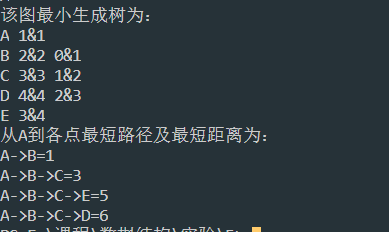 该图最小生成树为:
A 1&1
B 2&2 0&1
C 3&3 1&2
D 4&4 2&3
E 3&4
从A到各点最短路径及最短距离为:
A->B=1
A->B->C=3
A->B->C->E=5
A->B->C->D=6